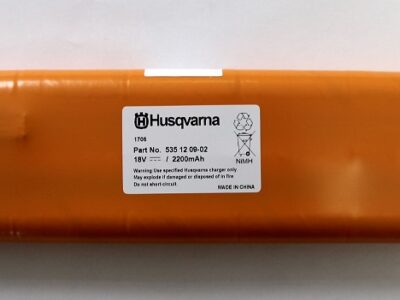 Husqvarna
1706
Part No. 535 12 09-02
18V / 2200mAh
NiMH
Warning Use specified Husqvarna charger only
May explode if damaged or disposed of in fire
Do not short circuit
MADE IN CHINA